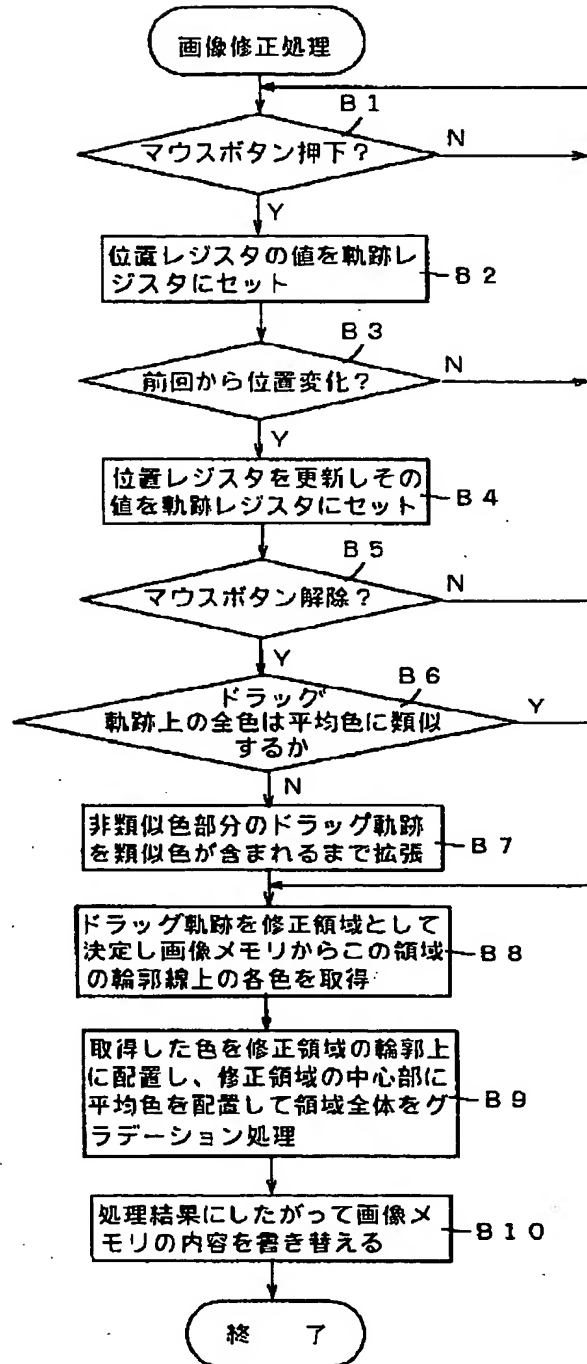 画像修正処理
B1
マウスボタン押下?
N
Y
位置レジスタの値を軌跡レ
ジスタにセット
B2
B3
前回から位置変化?
N
Y
位置レジスタを更新しその
値を軌跡レジスタにセット
B4
B5
マウスボタン解除?
N
Y
B6
ドラッグ
軌跡上の全色は平均色に類似
するか
Y
N
非類似色部分のドラッグ軌跡
を類似色が含まれるまで拡張
B7
ドラッグ軌跡を修正領域として
決定し画像メモリからこの領域
の輪郭線上の各色を取得
B8
取得した色を修正領域の輪郭上
に配置し、修正領域の中心部に
平均色を配置して領域全体をグ
ラデーション処理
B9
処理結果にしたがって画像メ
モリの内容を書き替える
B10
終 了